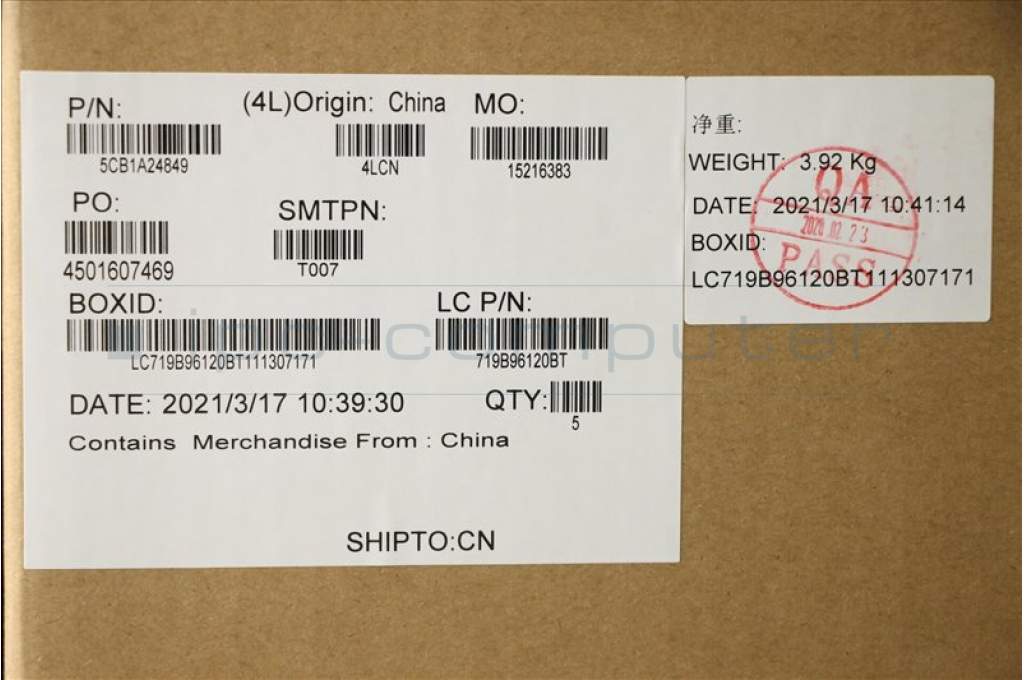 P/N: (4L)Origin: China MO:
5CB1A24849 4LCN 15216383
PO: SMTPN:
4501607469 T007
BOXID: LC P/N:
LC719B96120BT111307171 719B96120BT
DATE: 2021/3/17 10:39:30 QTY:
5
Contains Merchandise From : China
SHIPTO:CN
净重:
WEIGHT: 3.92 Kg
DATE: 2021/3/17 10:41:14
BOXID:
LC719B96120BT111307171
QA
PASS
ipc-computer